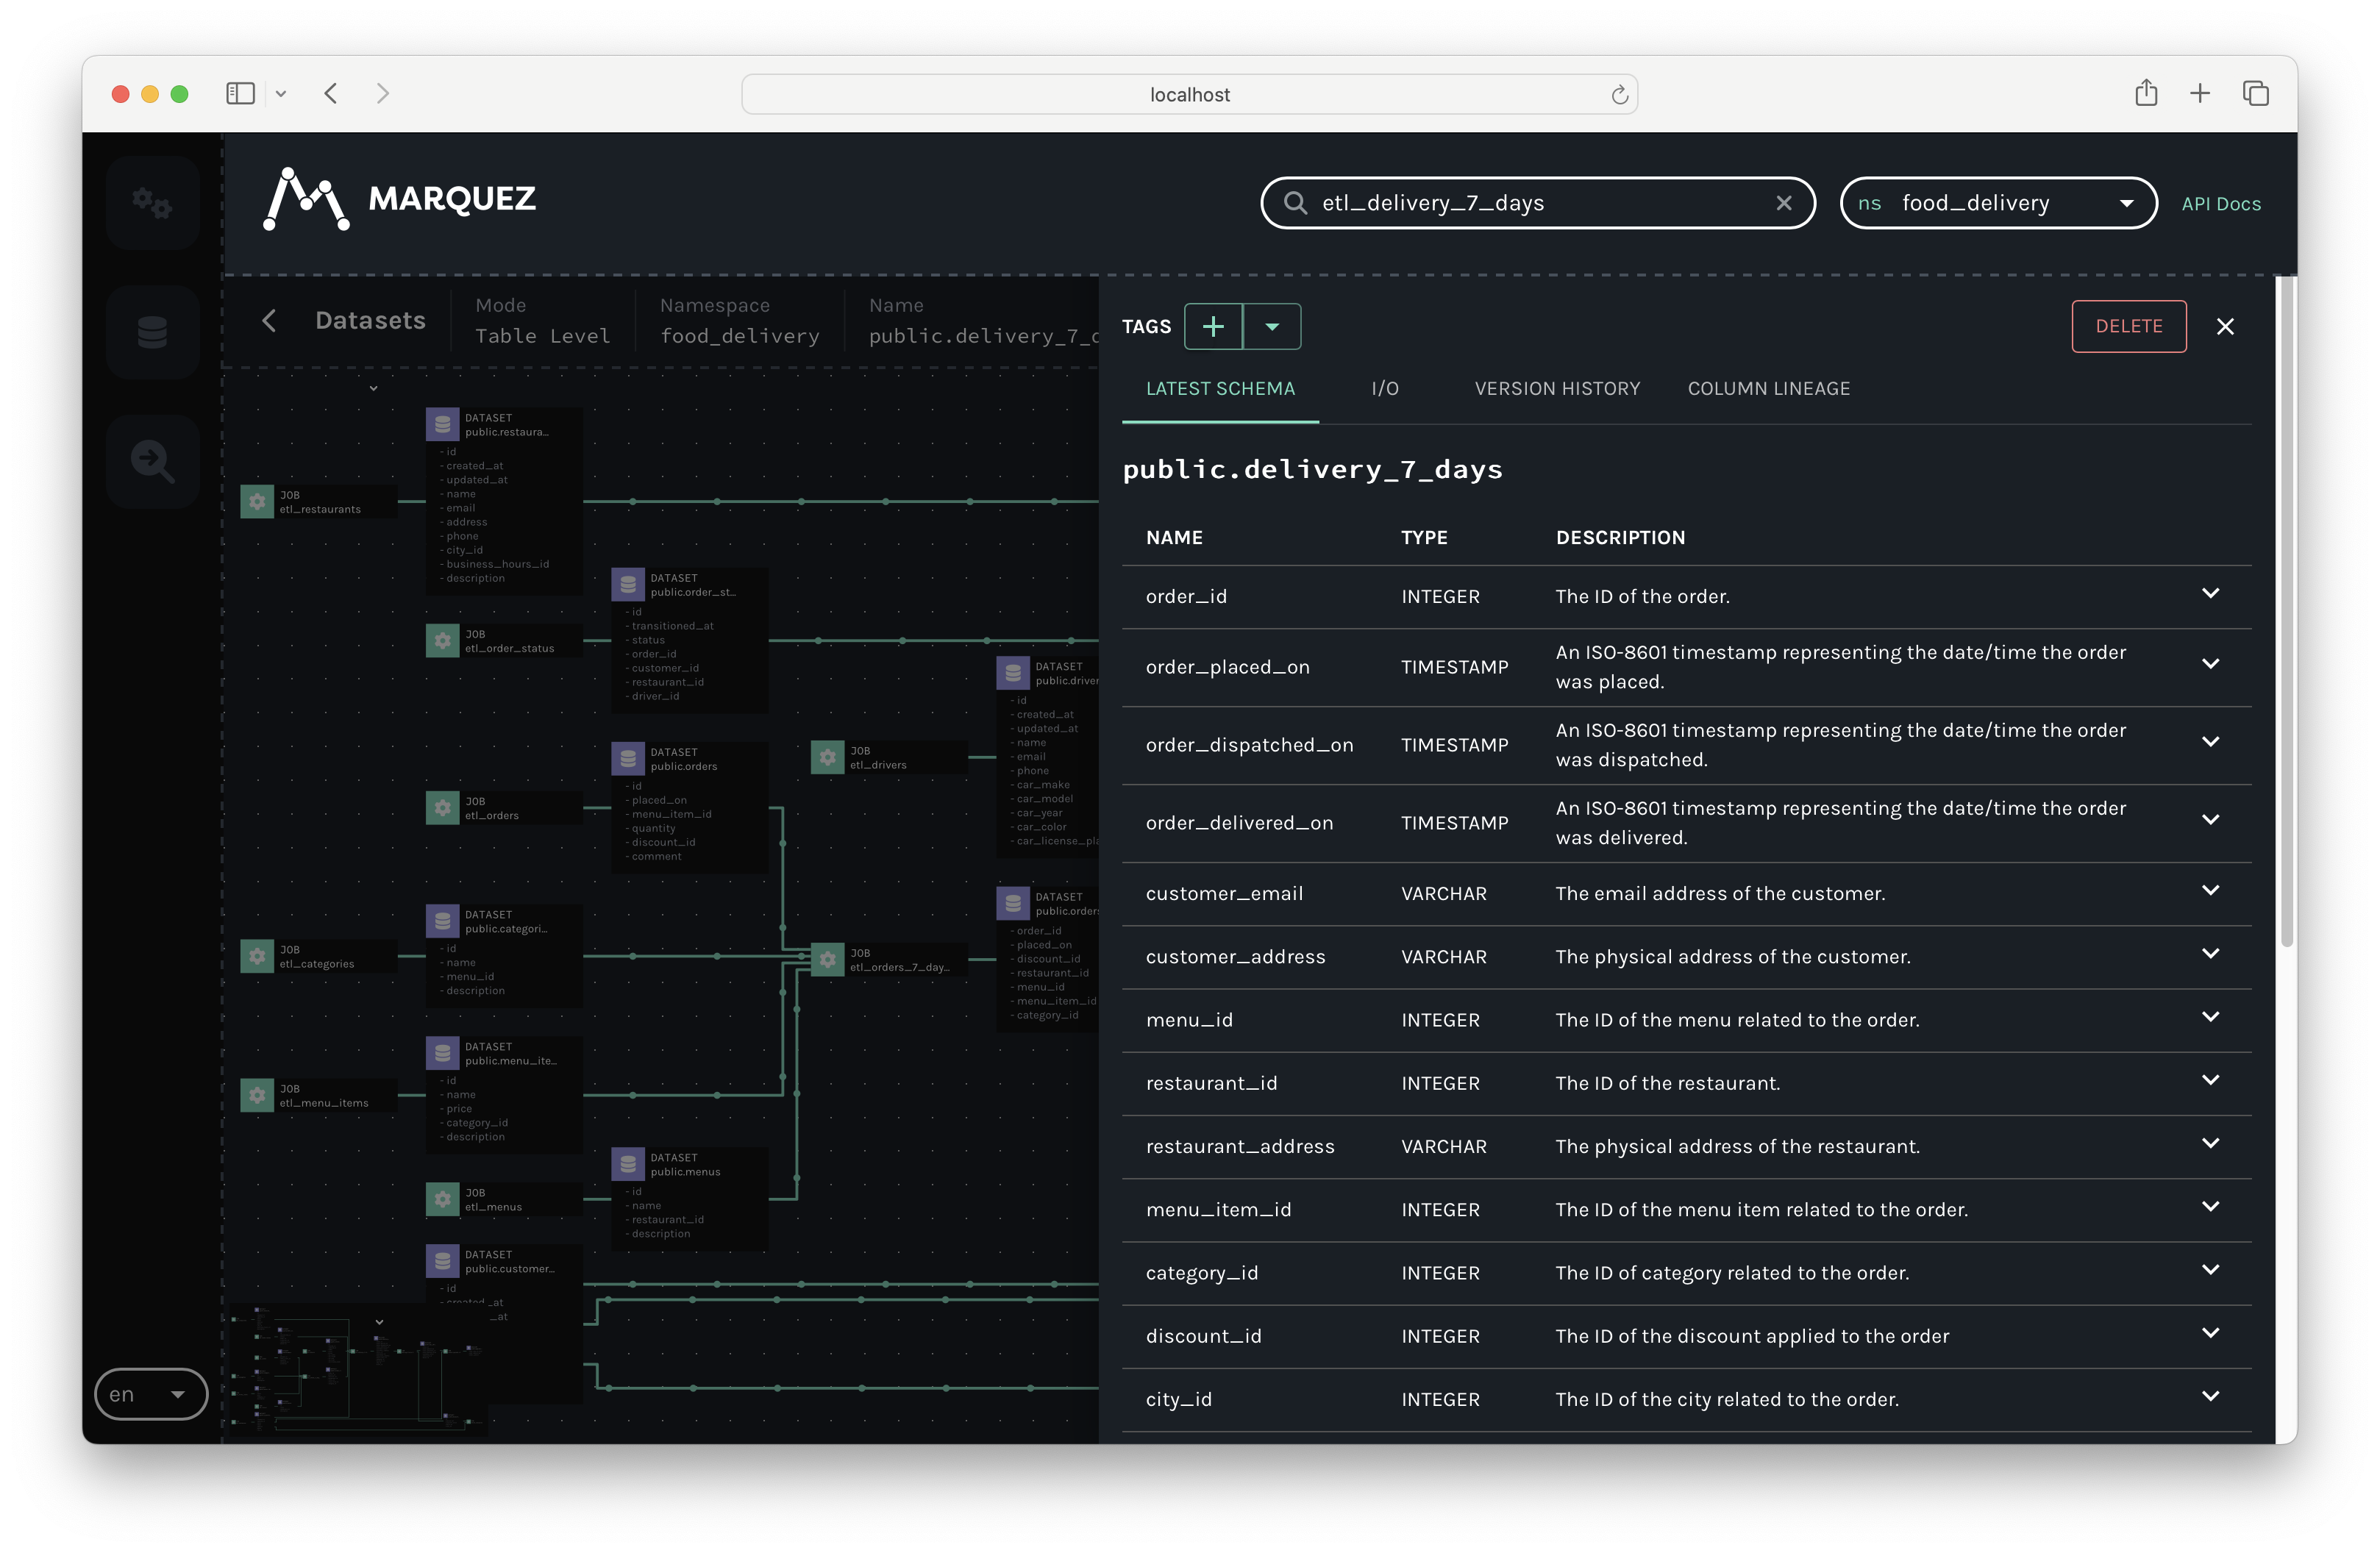 localhost
MARQUEZ
etl_delivery_7_days
ns food_delivery
API Docs
Datasets
Mode
Table Level
Namespace
food_delivery
Name
public.delivery_7_d
TAGS
DELETE
LATEST SCHEMA
I/O
VERSION HISTORY
COLUMN LINEAGE
public.delivery_7_days
NAME TYPE DESCRIPTION
order_id INTEGER The ID of the order.
order_placed_on TIMESTAMP An ISO-8601 timestamp representing the date/time the order
was placed.
order_dispatched_on TIMESTAMP An ISO-8601 timestamp representing the date/time the order
was dispatched.
order_delivered_on TIMESTAMP An ISO-8601 timestamp representing the date/time the order
was delivered.
customer_email VARCHAR The email address of the customer.
customer_address VARCHAR The physical address of the customer.
menu_id INTEGER The ID of the menu related to the order.
restaurant_id INTEGER The ID of the restaurant.
restaurant_address VARCHAR The physical address of the restaurant.
menu_item_id INTEGER The ID of the menu item related to the order.
category_id INTEGER The ID of category related to the order.
discount_id INTEGER The ID of the discount applied to the order
city_id INTEGER The ID of the city related to the order.
JOB
etl_restaurants
DATASET
public.restaura...
- id
- created_at
- updated_at
- name
- email
- address
- phone
- city_id
- business_hours_id
- description
JOB
etl_order_status
DATASET
public.order_st...
- id
- transitioned_at
- status
- order_id
- customer_id
- restaurant_id
- driver_id
JOB
etl_orders
DATASET
public.orders
- id
- placed_on
- menu_item_id
- quantity
- discount_id
- comment
JOB
etl_drivers
DATASET
public.driver
- id
- created_at
- updated_at
- name
- email
- phone
- car_make
- car_model
- car_year
- car_color
- car_license_pla
JOB
etl_categories
DATASET
public.categori...
- id
- name
- menu_id
- description
JOB
etl_orders_7_day...
DATASET
public.orders
- order_id
- placed_on
- discount_id
- restaurant_id
- menu_id
- menu_item_id
- category_id
JOB
etl_menu_items
DATASET
public.menu_ite...
- id
- name
- price
- category_id
- description
JOB
etl_menus
DATASET
public.menus
- id
- name
- restaurant_id
- description
DATASET
public.customer...
- id
- created_at
_at
en